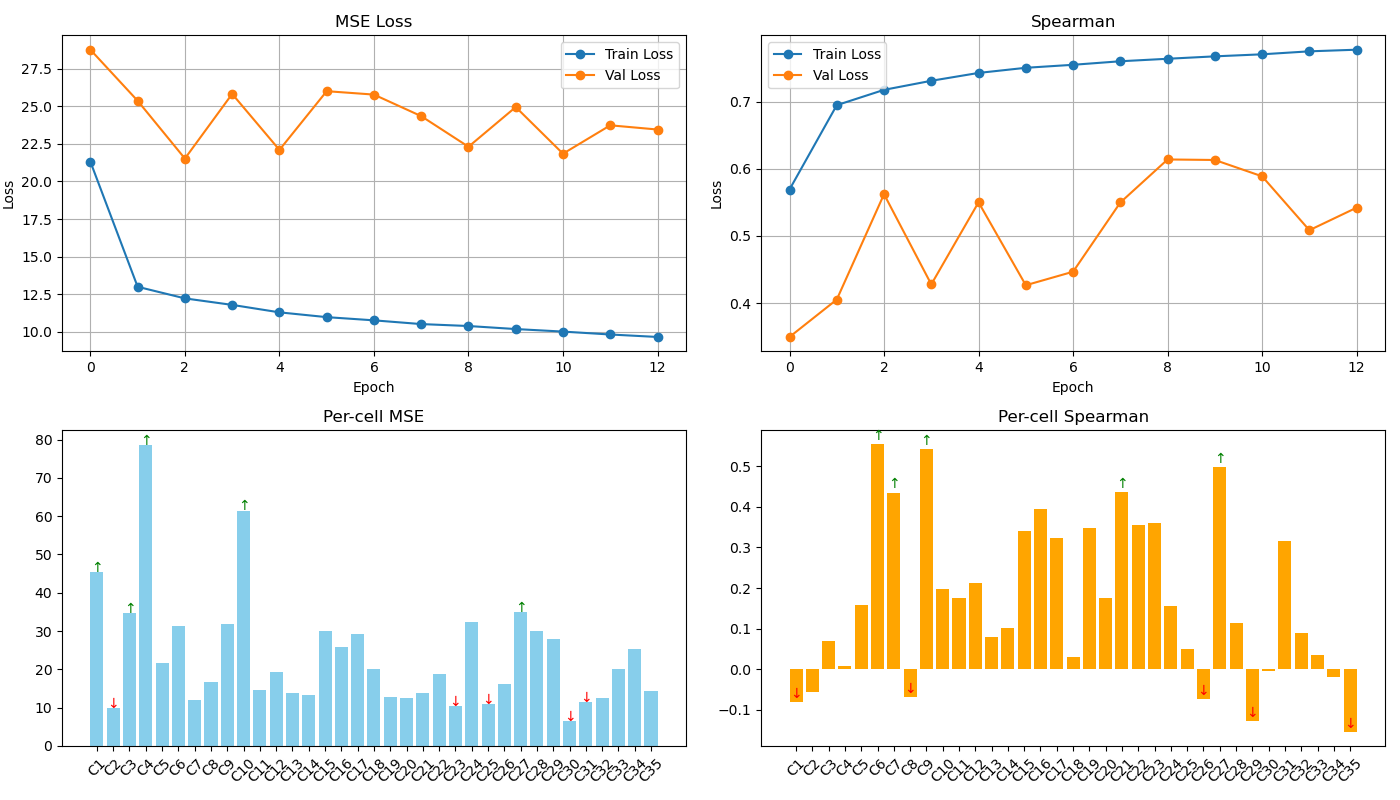 MSE Loss
27.5
25.0
22.5
20.0
17.5
15.0
12.5
10.0
Loss
Train Loss
Val Loss
0 2 4 6 8 10 12
Epoch
Spearman
0.7
0.6
0.5
0.4
Loss
Train Loss
Val Loss
0 2 4 6 8 10 12
Epoch
Per-cell MSE
80
70
60
50
40
30
20
10
0
↑ ↓ ↑ ↑ ↑ ↓ ↓ ↑ ↓ ↓
C1 C2 C3 C4 C5 C6 C7 C8 C9 C10 C11 C12 C13 C14 C15 C16 C17 C18 C19 C20 C21 C22 C23 C24 C25 C26 C27 C28 C29 C30 C31 C32 C33 C34 C35
Per-cell Spearman
0.5
0.4
0.3
0.2
0.1
0.0
−0.1
↓ ↑ ↑ ↓ ↑ ↑ ↓ ↑ ↓ ↓
C1 C2 C3 C4 C5 C6 C7 C8 C9 C10 C11 C12 C13 C14 C15 C16 C17 C18 C19 C20 C21 C22 C23 C24 C25 C26 C27 C28 C29 C30 C31 C32 C33 C34 C35